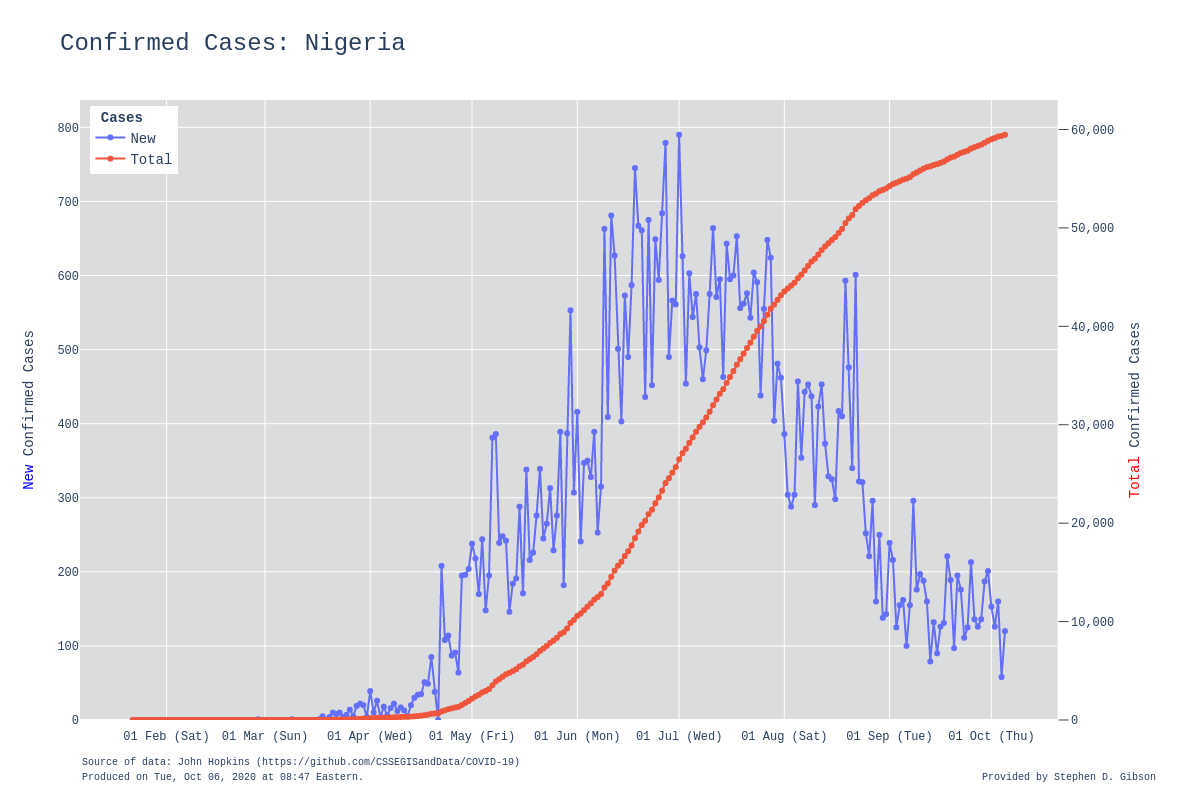 Confirmed Cases: Nigeria
Cases
New
Total
800
700
600
500
400
300
200
100
0
60,000
50,000
40,000
30,000
20,000
10,000
0
New Confirmed Cases
Total Confirmed Cases
01 Feb (Sat) 01 Mar (Sun) 01 Apr (Wed) 01 May (Fri) 01 Jun (Mon) 01 Jul (Wed) 01 Aug (Sat) 01 Sep (Tue) 01 Oct (Thu)
Source of data: John Hopkins (https://github.com/CSSEGISandData/COVID-19)
Produced on Tue, Oct 06, 2020 at 08:47 Eastern.
Provided by Stephen D. Gibson